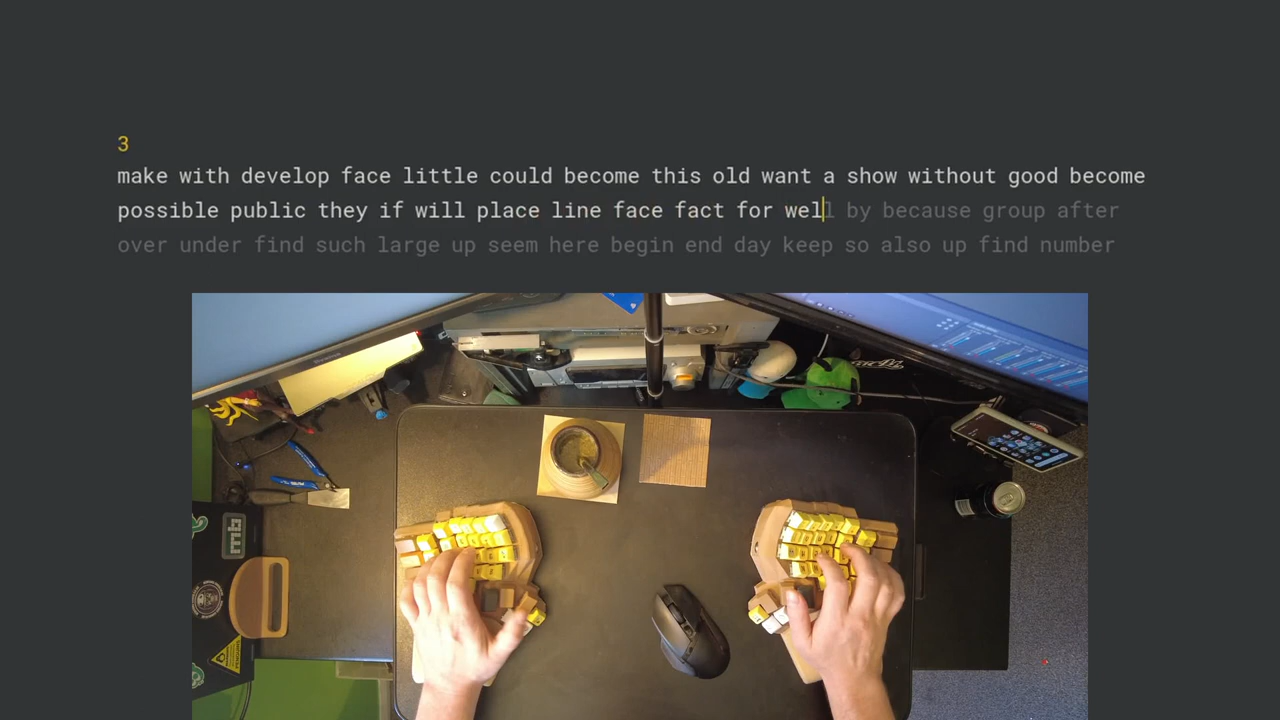 3
make with develop face little could become this old want a show without good become
possible public they if will place line face fact for well by because group after
over under find such large up seem here begin end day keep so also up find number
mb